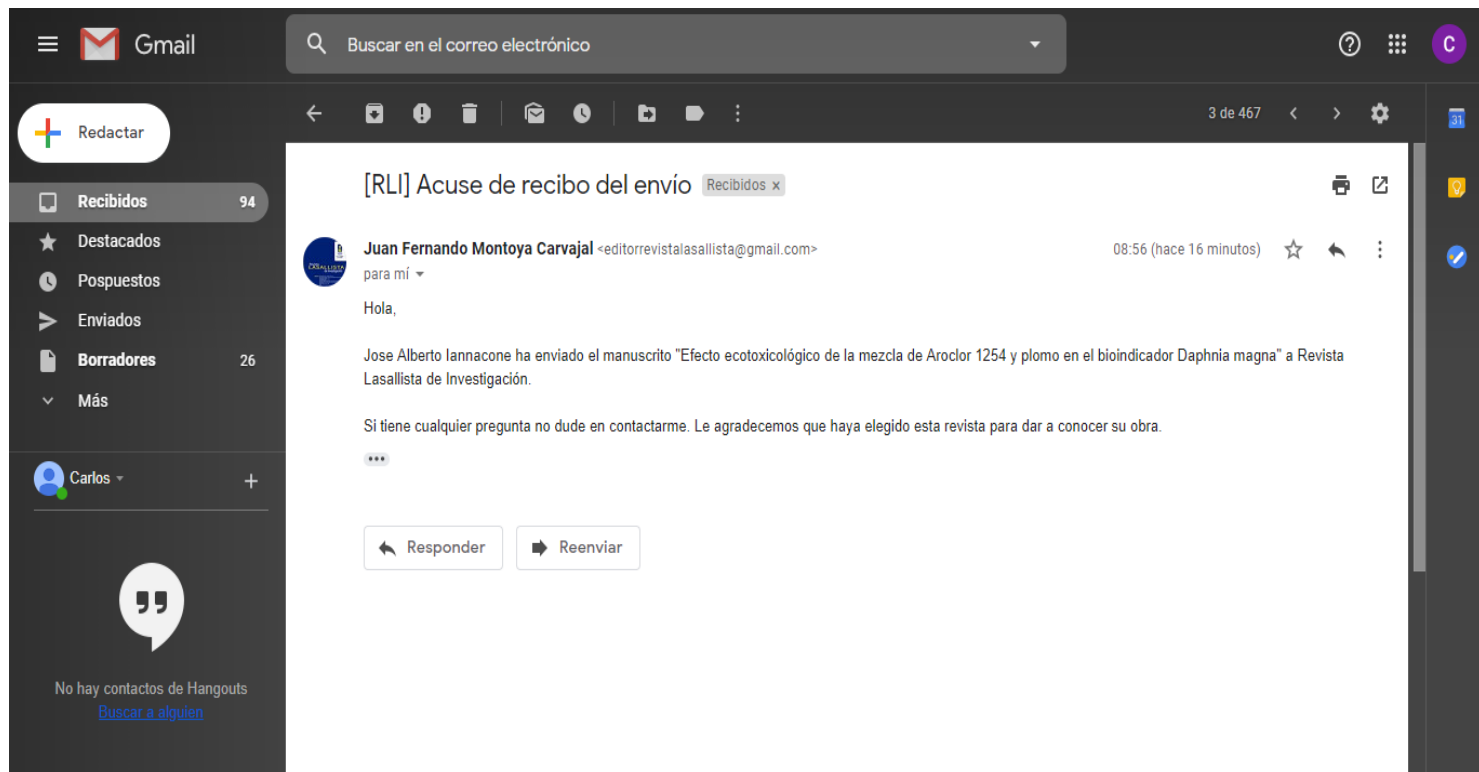 Gmail
Buscar en el correo electrónico
C
Redactar
3 de 467
31
Recibidos 94
Destacados
Pospuestos
Enviados
Borradores 26
Más
Carlos
No hay contactos de Hangouts
Buscar a alguien
[RLI] Acuse de recibo del envío Recibidos x
LASALLISTA
Juan Fernando Montoya Carvajal <editorrevistalasallista@gmail.com> 08:56 (hace 16 minutos)
para mí
Hola,
Jose Alberto Iannacone ha enviado el manuscrito "Efecto ecotoxicológico de la mezcla de Aroclor 1254 y plomo en el bioindicador Daphnia magna" a Revista
Lasallista de Investigación.
Si tiene cualquier pregunta no dude en contactarme. Le agradecemos que haya elegido esta revista para dar a conocer su obra.
Responder Reenviar